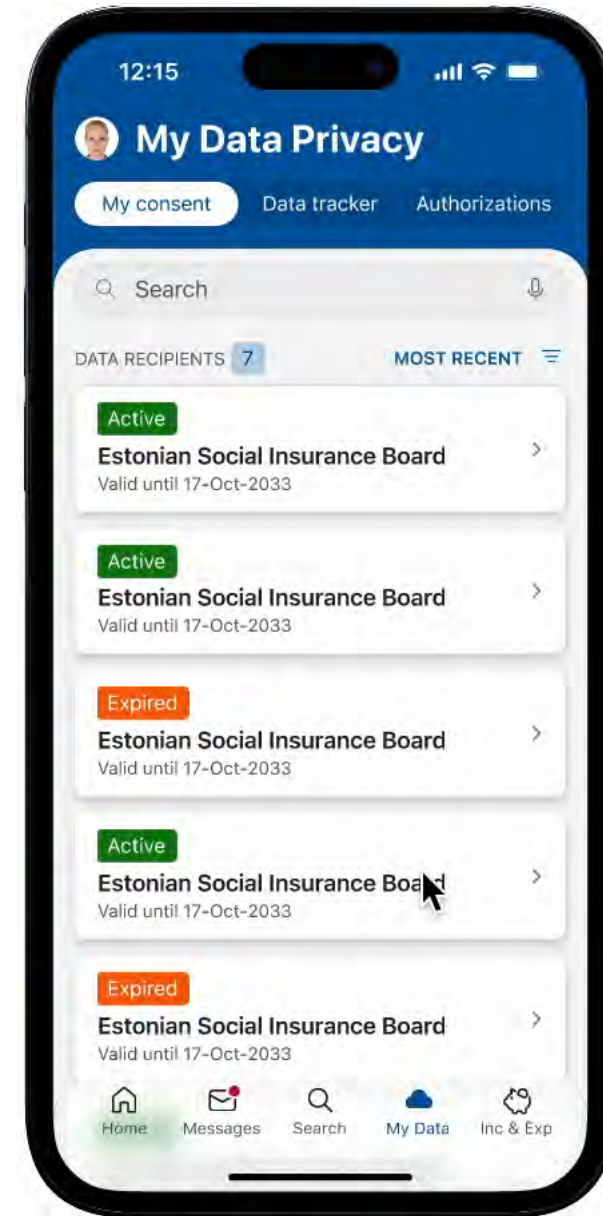 12:15
My Data Privacy
My consent Data tracker Authorizations
Search
DATA RECIPIENTS 7 MOST RECENT
Active
Estonian Social Insurance Board
Valid until 17-Oct-2033
Active
Estonian Social Insurance Board
Valid until 17-Oct-2033
Expired
Estonian Social Insurance Board
Valid until 17-Oct-2033
Active
Estonian Social Insurance Board
Valid until 17-Oct-2033
Expired
Estonian Social Insurance Board
Valid until 17-Oct-2033
Home Messages Search My Data Inc & Exp